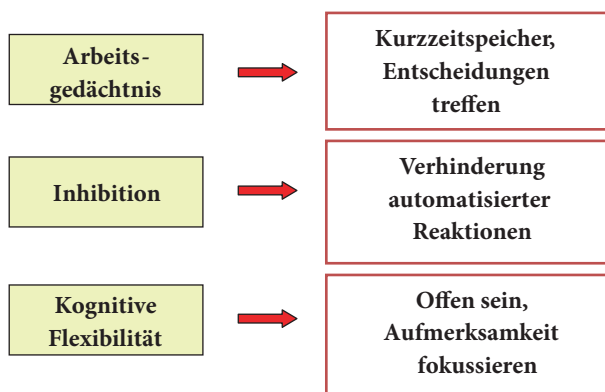 Arbeits-
gedächtnis
Kurzzeitspeicher,
Entscheidungen
treffen
Inhibition
Verhinderung
automatisierter
Reaktionen
Kognitive
Flexibilität
Offen sein,
Aufmerksamkeit
fokussieren